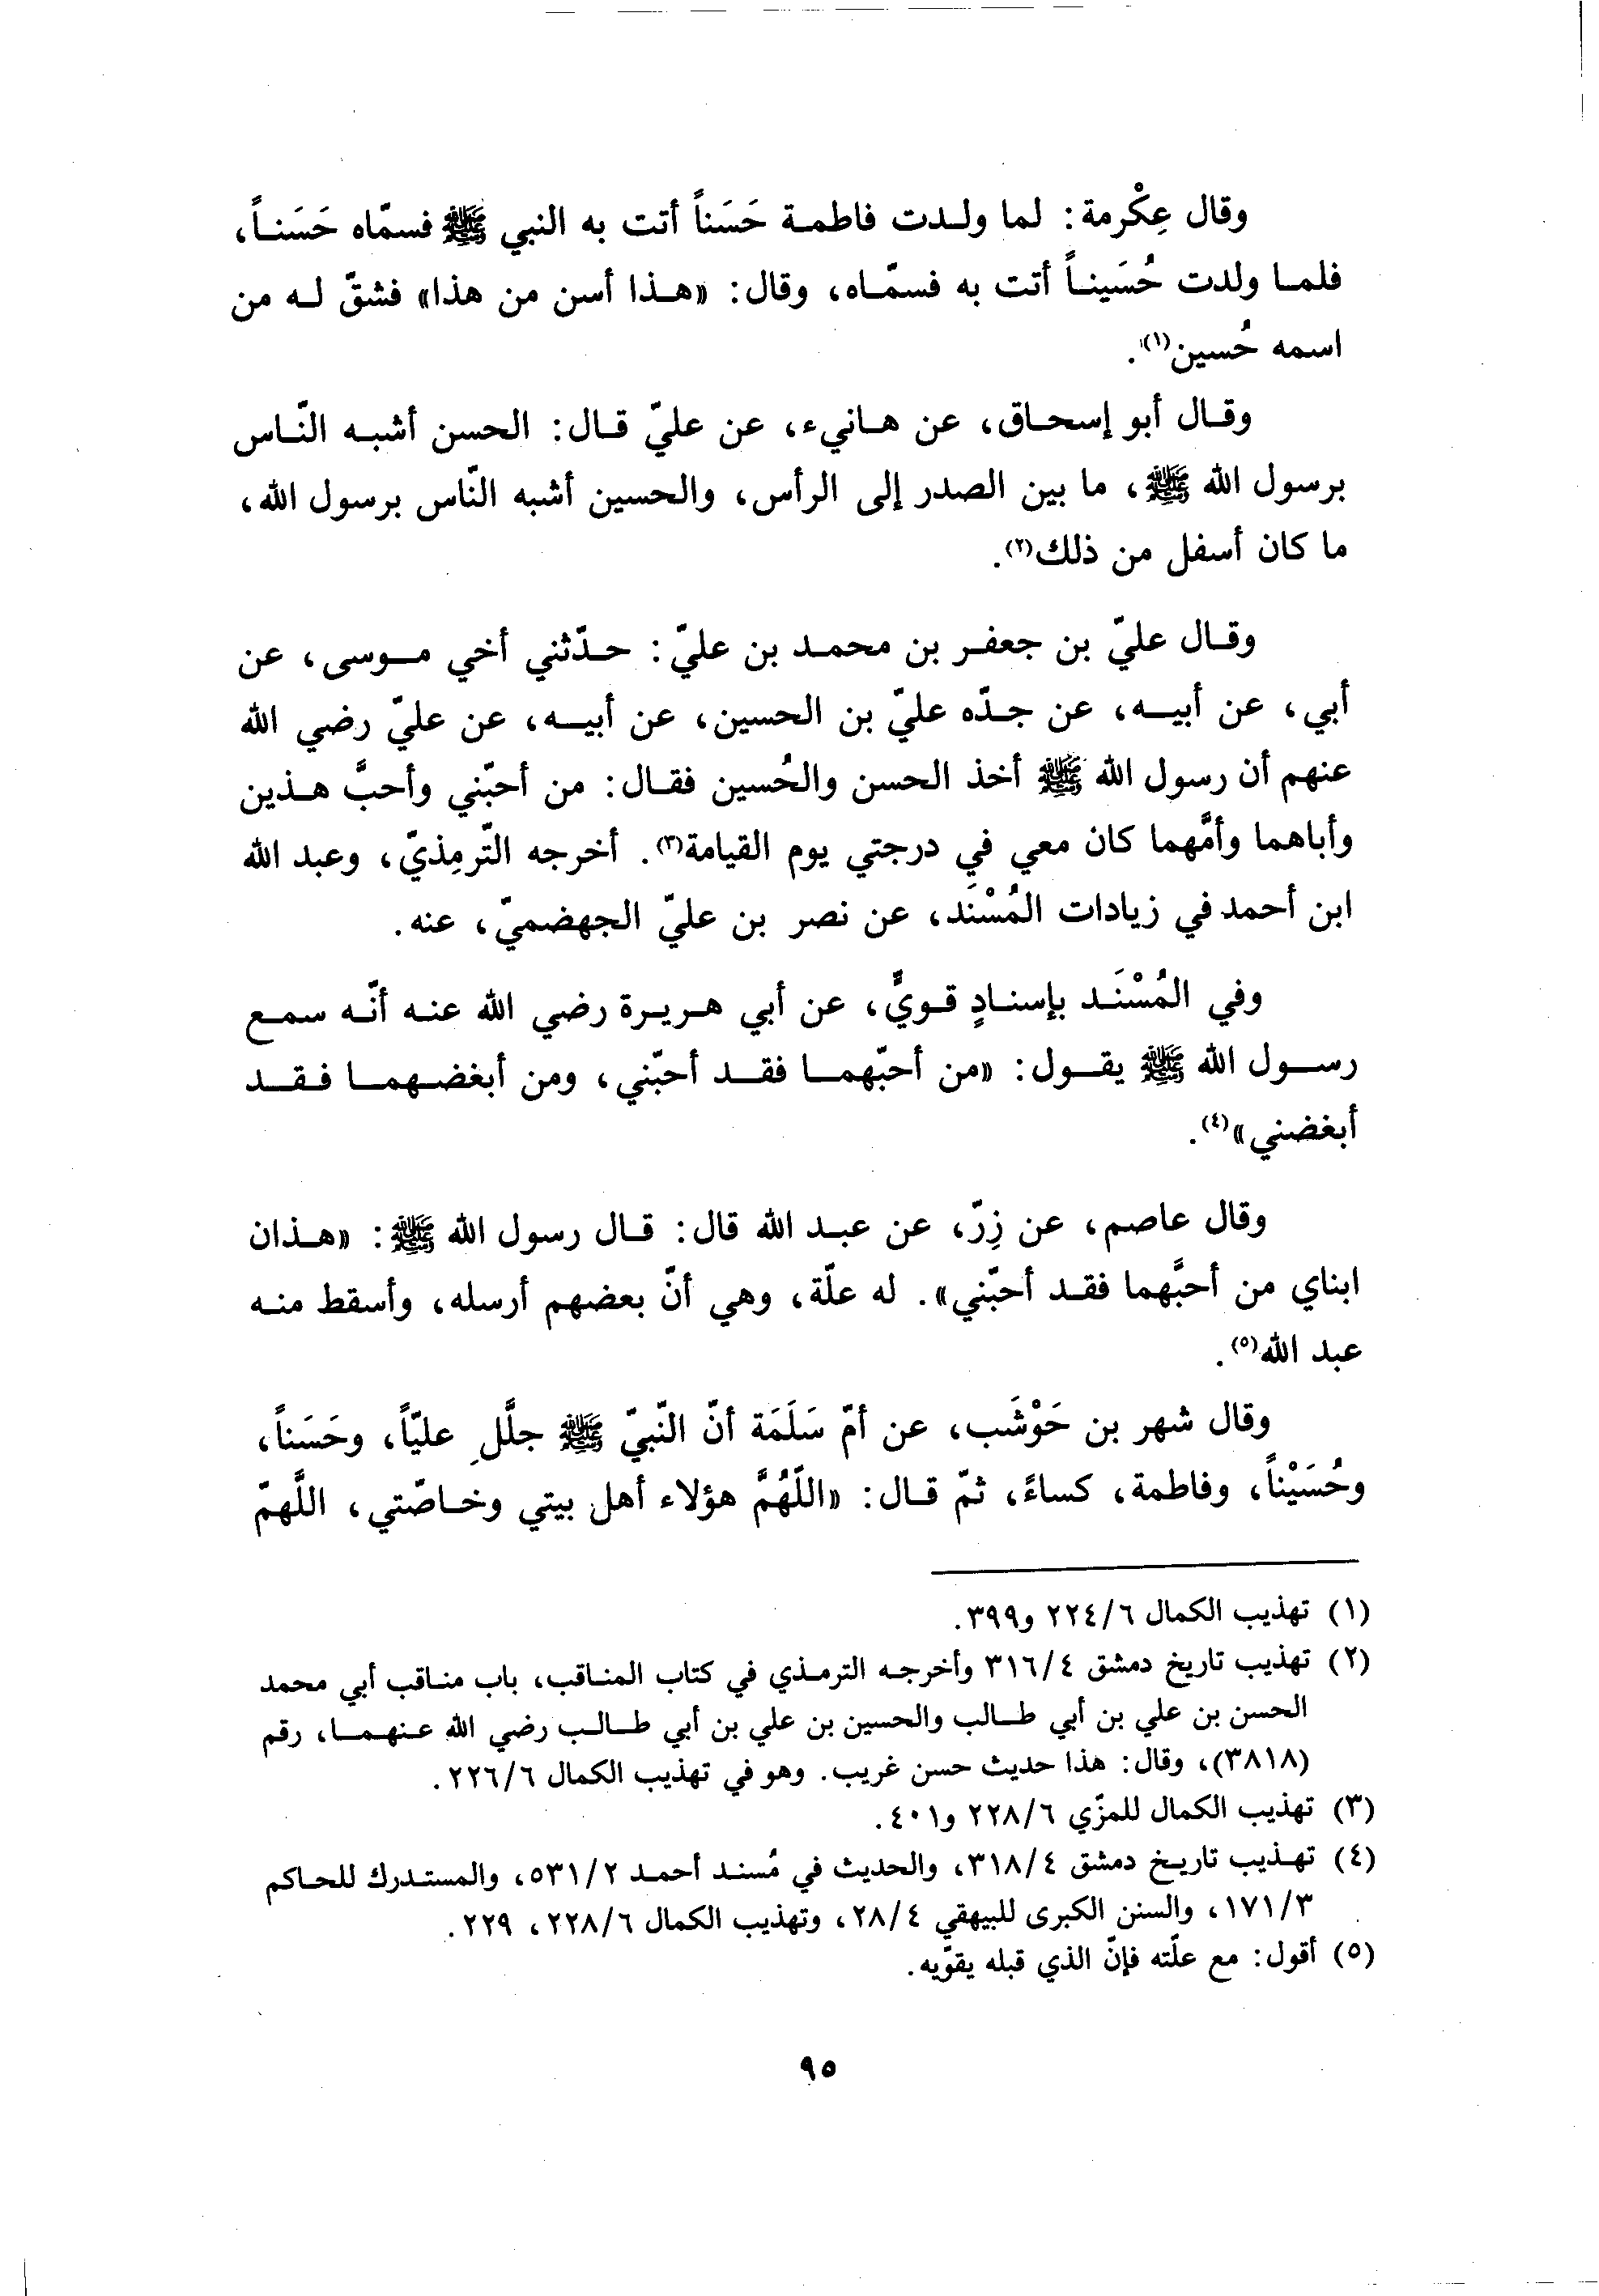 وقال عِكْرمة: لما ولدت فاطمة حَسَناً أتت به النبي ﷺ فسمّاه حَسَناً،
فلما ولدت حُسَيناً أتت به فسمّاه، وقال: «هذا أسن من هذا» فشقّ له من
اسمه حُسين(١).
وقال أبو إسحاق، عن هانيء، عن عليّ قال: الحسن أشبه النّاس
برسول الله ﷺ، ما بين الصدر إلى الرأس، والحسين أشبه النّاس برسول الله،
ما كان أسفل من ذلك(٢).
وقال عليّ بن جعفر بن محمد بن عليّ: حدّثني أخي موسى، عن
أبي، عن أبيه، عن جدّه عليّ بن الحسين، عن أبيه، عن عليّ رضي الله
عنهم أن رسول الله ﷺ أخذ الحسن والحُسين فقال: من أحبّني وأحبَّ هذين
وأباهما وأمَّهما كان معي في درجتي يوم القيامة(٣). أخرجه التّرمِذيّ، وعبد الله
ابن أحمد في زيادات المُسْنَد، عن نصر بن عليّ الجهضميّ، عنه.
وفي المُسْنَد بإسنادٍ قويٍّ، عن أبي هريرة رضي الله عنه أنّه سمع
رسول الله ﷺ يقول: «من أحبّهما فقد أحبّني، ومن أبغضهما فقد
أبغضني»(٤).
وقال عاصم، عن زِرّ، عن عبد الله قال: قال رسول الله ﷺ: «هذان
ابناي من أحبَّهما فقد أحبّني». له علّة، وهي أنّ بعضهم أرسله، وأسقط منه
عبد الله(٥).
وقال شهر بن حَوْشَب، عن أمّ سَلَمَة أنّ النّبيّ ﷺ جلَّل عليّاً، وحَسَناً،
وحُسَيْناً، وفاطمة، كساءً، ثمّ قال: «اللّهُمَّ هؤلاء أهل بيتي وخاصّتي، اللَّهمّ
(١) تهذيب الكمال ٦/٢٢٤ و٣٩٩.
(٢) تهذيب تاريخ دمشق ٤/٣١٦ وأخرجه الترمذي في كتاب المناقب، باب مناقب أبي محمد
الحسن بن علي بن أبي طالب والحسين بن علي بن أبي طالب رضي الله عنهما، رقم
(٣٨١٨)، وقال: هذا حديث حسن غريب. وهو في تهذيب الكمال ٦/٢٢٦.
(٣) تهذيب الكمال للمزّي ٦/٢٢٨ و٤٠١.
(٤) تهذيب تاريخ دمشق ٤/٣١٨، والحديث في مُسند أحمد ٢/٥٣١، والمستدرك للحاكم
٣/١٧١، والسنن الكبرى للبيهقي ٤/٢٨، وتهذيب الكمال ٦/٢٢٨، ٢٢٩.
(٥) أقول: مع علّته فإنّ الذي قبله يقوّيه.
٩٥